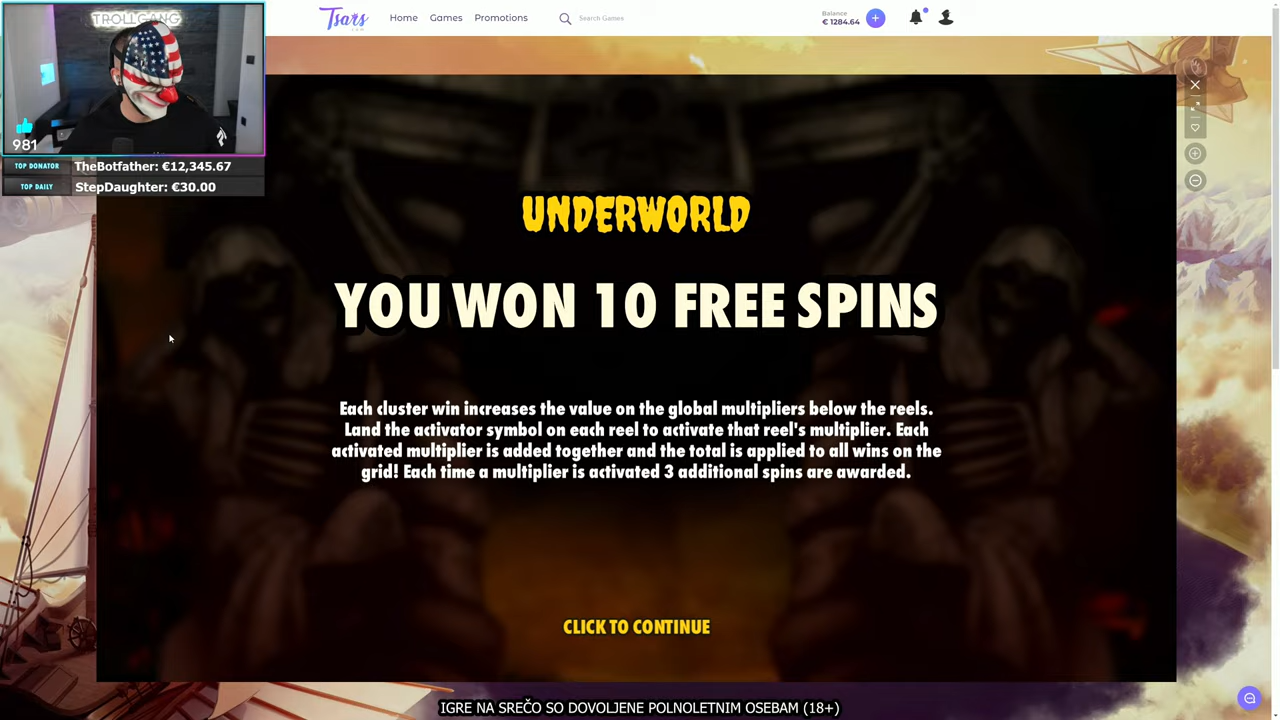 TROLLGANG
981
TOP DONATOR TheBotfather: €12,345.67
TOP DAILY StepDaughter: €30.00
Tsars
Home Games Promotions
Search Games
Balance
€ 1284.64
UNDERWORLD
YOU WON 10 FREE SPINS
Each cluster win increases the value on the global multipliers below the reels.
Land the activator symbol on each reel to activate that reel's multiplier. Each
activated multiplier is added together and the total is applied to all wins on the
grid! Each time a multiplier is activated 3 additional spins are awarded.
CLICK TO CONTINUE
IGRE NA SREČO SO DOVOLJENE POLNOLETNIM OSEBAM (18+)